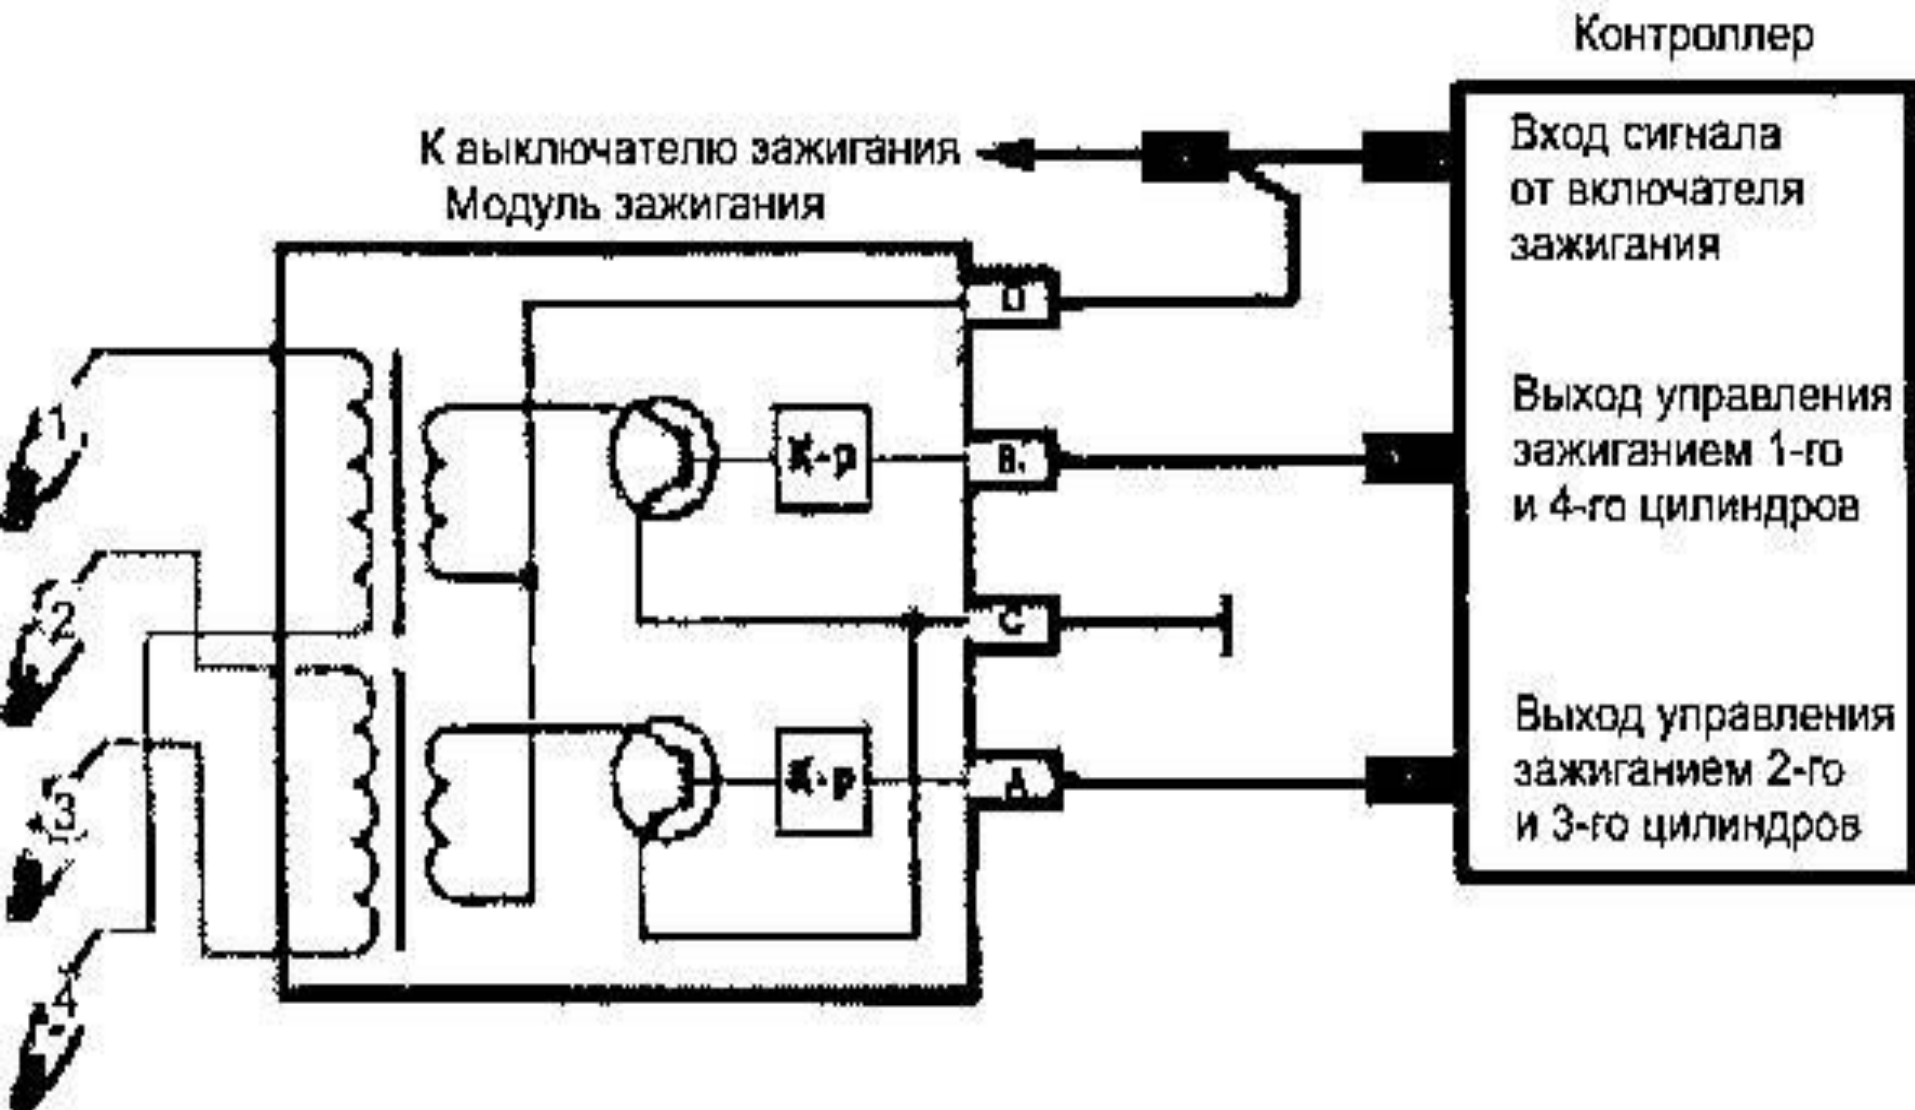 Контроллер
К выключателю зажигания
Модуль зажигания
Вход сигнала
от включателя
зажигания
D
1
Выход управления
зажиганием 1-го
и 4-го цилиндров
К-р
В
2
С
Выход управления
зажиганием 2-го
и 3-го цилиндров
3
К-р
А
4